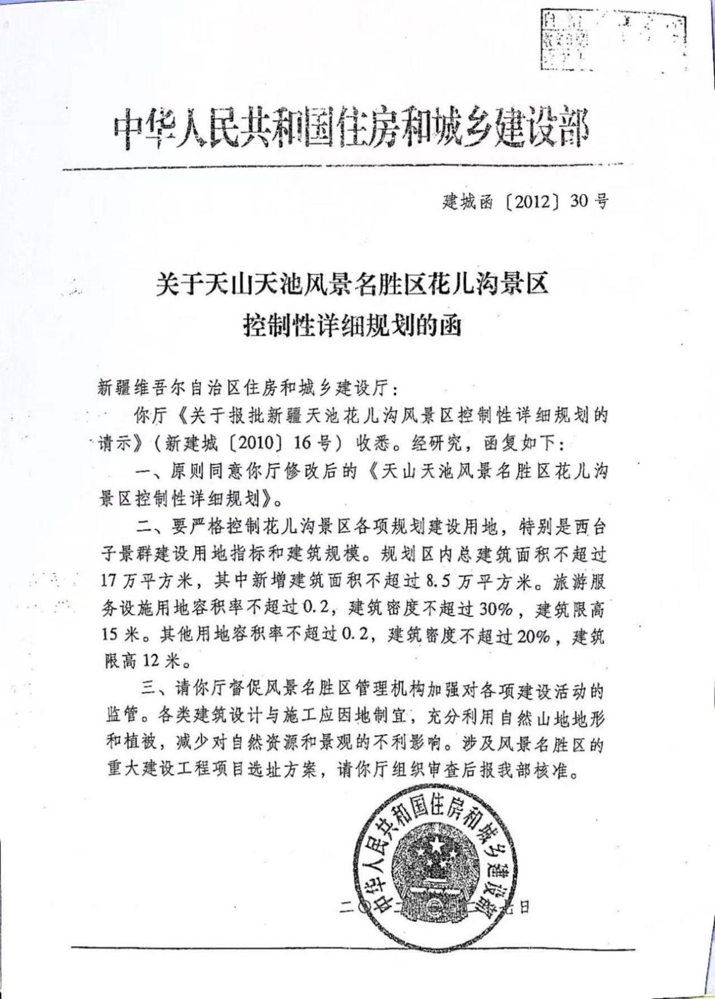 中华人民共和国住房和城乡建设部
建城函〔2012〕30号
关于天山天池风景名胜区花儿沟景区
控制性详细规划的函
新疆维吾尔自治区住房和城乡建设厅：
你厅《关于报批新疆天池花儿沟风景区控制性详细规划的
请示》（新建城〔2010〕16号）收悉。经研究，函复如下：
一、原则同意你厅修改后的《天山天池风景名胜区花儿沟
景区控制性详细规划》。
二、要严格控制花儿沟景区各项规划建设用地，特别是西台
子景群建设用地指标和建筑规模。规划区内总建筑面积不超过
17万平方米，其中新增建筑面积不超过8.5万平方米。旅游服
务设施用地容积率不超过0.2，建筑密度不超过30%，建筑限高
15米。其他用地容积率不超过0.2，建筑密度不超过20%，建筑
限高12米。
三、请你厅督促风景名胜区管理机构加强对各项建设活动的
监管。各类建筑设计与施工应因地制宜，充分利用自然山地地形
和植被，减少对自然资源和景观的不利影响。涉及风景名胜区的
重大建设工程项目选址方案，请你厅组织审查后报我部核准。
中华人民共和国住房和城乡建设部
二〇 日